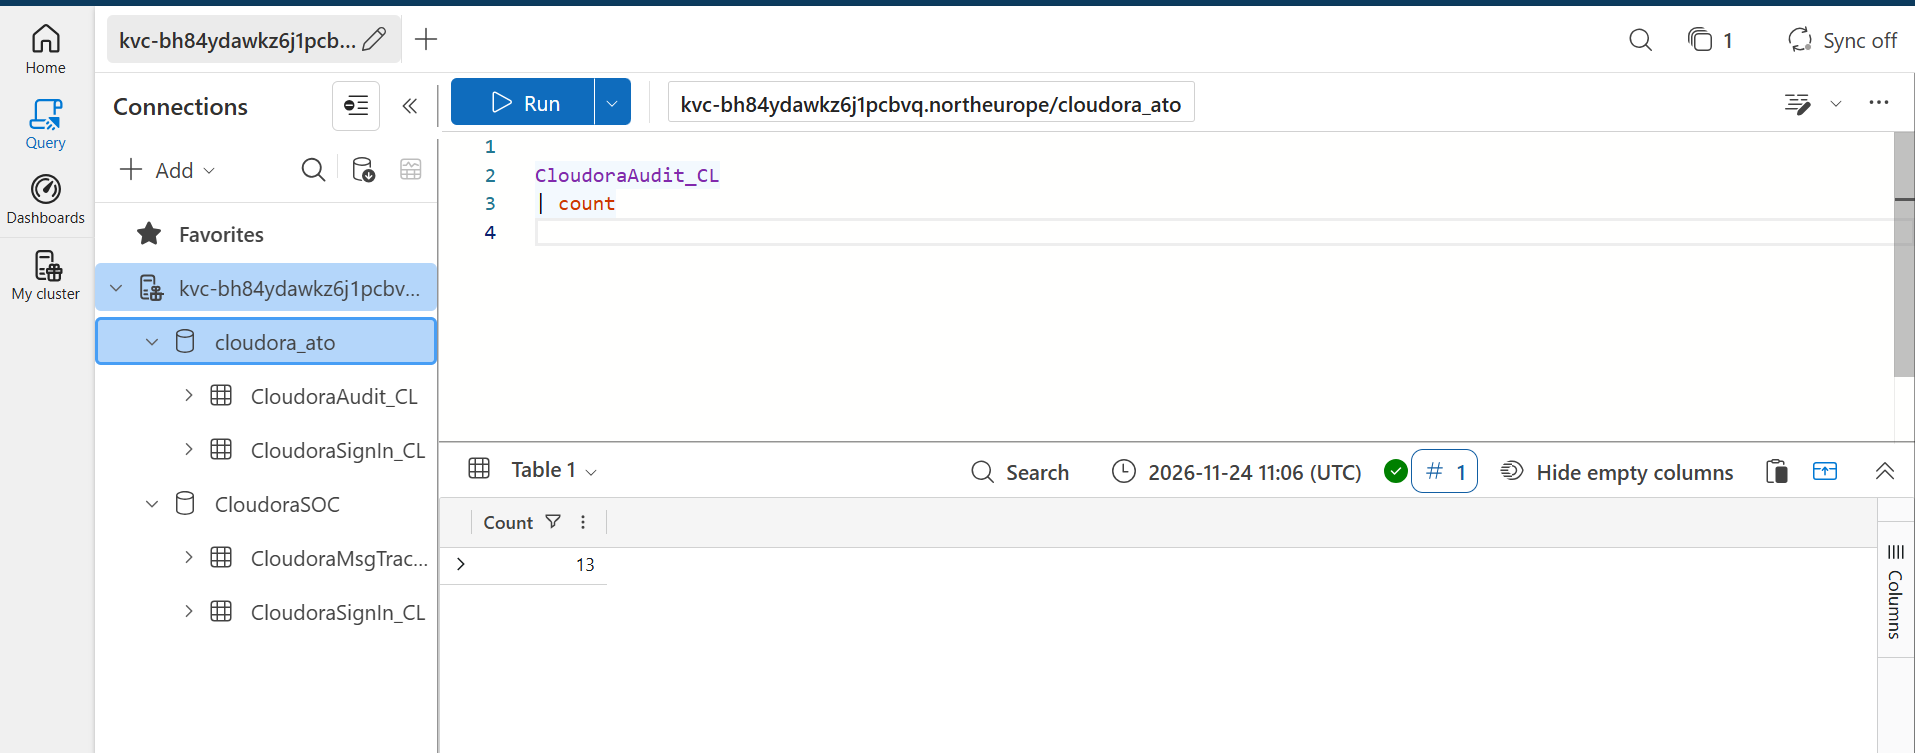 kvc-bh84ydawkz6j1pcb...
1
Sync off
Home
Query
Dashboards
My cluster
Connections
Add
Favorites
kvc-bh84ydawkz6j1pcbv...
cloudora_ato
CloudoraAudit_CL
CloudoraSignIn_CL
CloudoraSOC
CloudoraMsgTrac...
CloudoraSignIn_CL
Run
kvc-bh84ydawkz6j1pcbvq.northeurope/cloudora_ato
1
2 CloudoraAudit_CL
3 | count
4
Table 1
Search
2026-11-24 11:06 (UTC)
# 1
Hide empty columns
Count
13
Columns